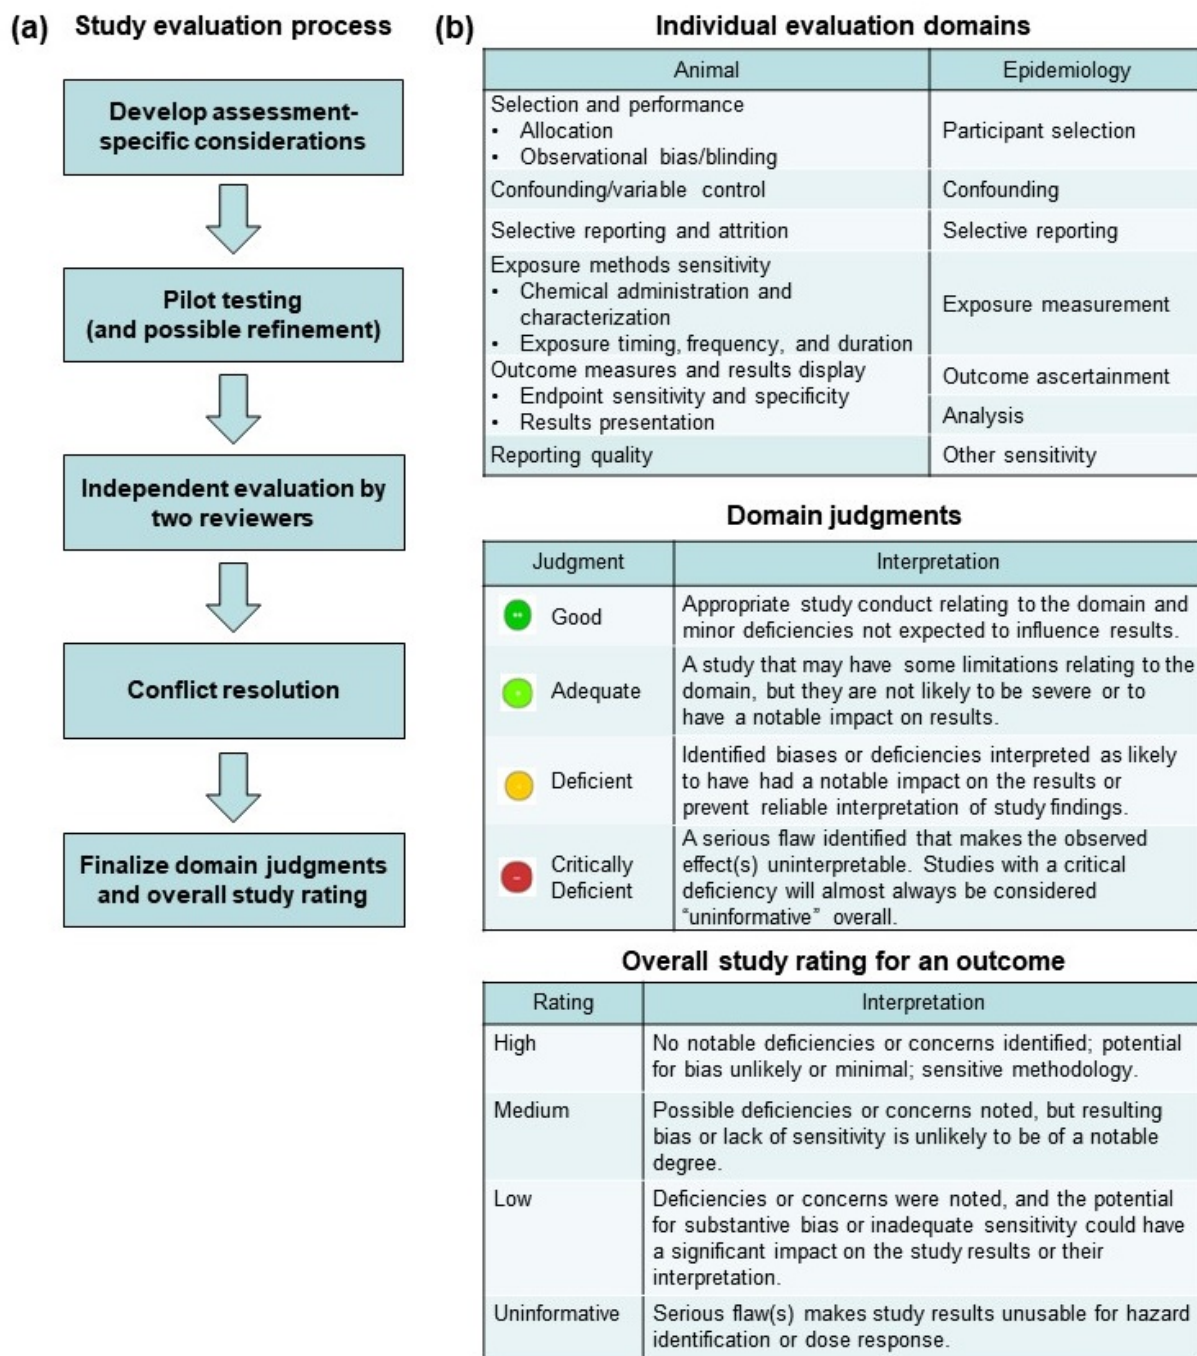 (a) Study evaluation process
Develop assessment-
specific considerations
Pilot testing
(and possible refinement)
Independent evaluation by
two reviewers
Conflict resolution
Finalize domain judgments
and overall study rating
(b) Individual evaluation domains
Animal Epidemiology
Selection and performance
• Allocation
• Observational bias/blinding
Participant selection
Confounding/variable control Confounding
Selective reporting and attrition Selective reporting
Exposure methods sensitivity
• Chemical administration and
characterization
• Exposure timing, frequency, and duration
Exposure measurement
Outcome measures and results display
• Endpoint sensitivity and specificity
• Results presentation
Outcome ascertainment
Analysis
Reporting quality Other sensitivity
Domain judgments
Judgment Interpretation
Good
Appropriate study conduct relating to the domain and
minor deficiencies not expected to influence results.
Adequate
A study that may have some limitations relating to the
domain, but they are not likely to be severe or to
have a notable impact on results.
Deficient
Identified biases or deficiencies interpreted as likely
to have had a notable impact on the results or
prevent reliable interpretation of study findings.
Critically
Deficient
A serious flaw identified that makes the observed
effect(s) uninterpretable. Studies with a critical
deficiency will almost always be considered
“uninformative” overall.
Overall study rating for an outcome
Rating Interpretation
High
No notable deficiencies or concerns identified; potential
for bias unlikely or minimal; sensitive methodology.
Medium
Possible deficiencies or concerns noted, but resulting
bias or lack of sensitivity is unlikely to be of a notable
degree.
Low
Deficiencies or concerns were noted, and the potential
for substantive bias or inadequate sensitivity could have
a significant impact on the study results or their
interpretation.
Uninformative
Serious flaw(s) makes study results unusable for hazard
identification or dose response.